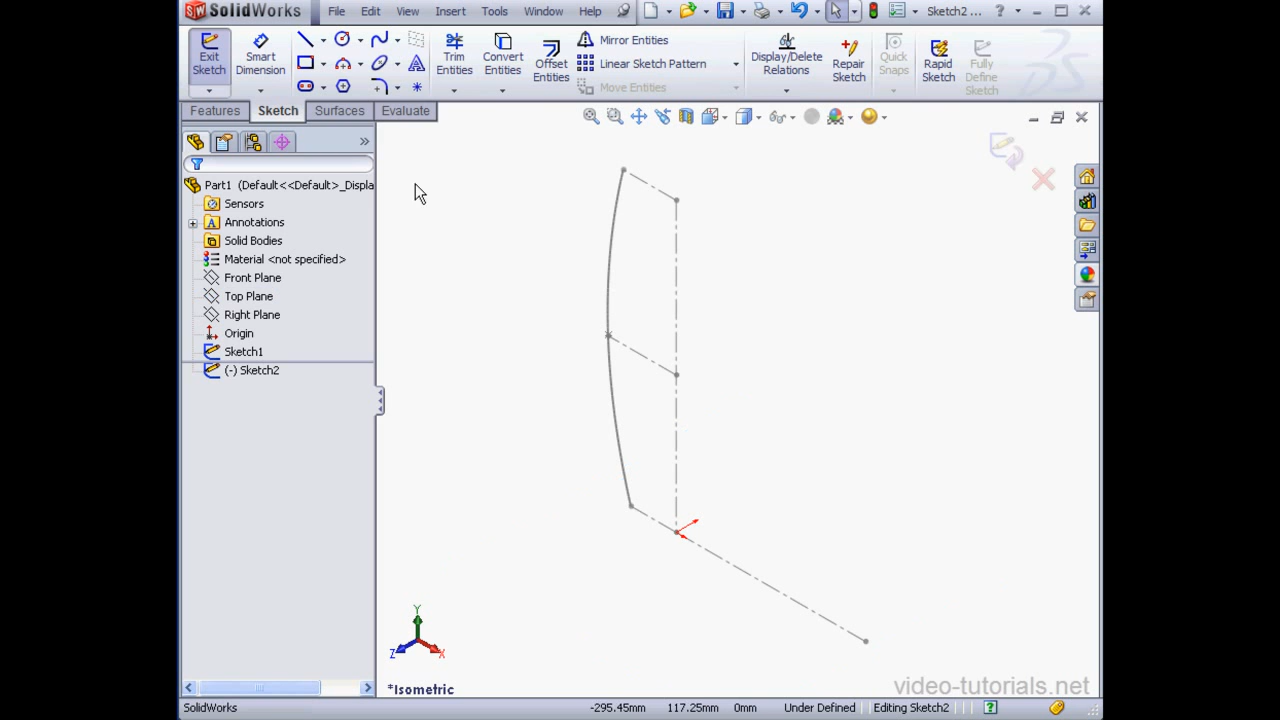 SolidWorks File Edit View Insert Tools Window Help Sketch2 ... ?
Exit Sketch
Smart Dimension
Trim Entities
Convert Entities
Offset Entities
Mirror Entities
Linear Sketch Pattern
Move Entities
Display/Delete Relations
Repair Sketch
Quick Snaps
Rapid Sketch
Fully Define Sketch
Features Sketch Surfaces Evaluate
Part1 (Default<<Default>_Displa
Sensors
Annotations
Solid Bodies
Material <not specified>
Front Plane
Top Plane
Right Plane
Origin
Sketch1
(-) Sketch2
Y
Z X
*Isometric
video-tutorials.net
SolidWorks -295.45mm 117.25mm 0mm Under Defined Editing Sketch2 ?